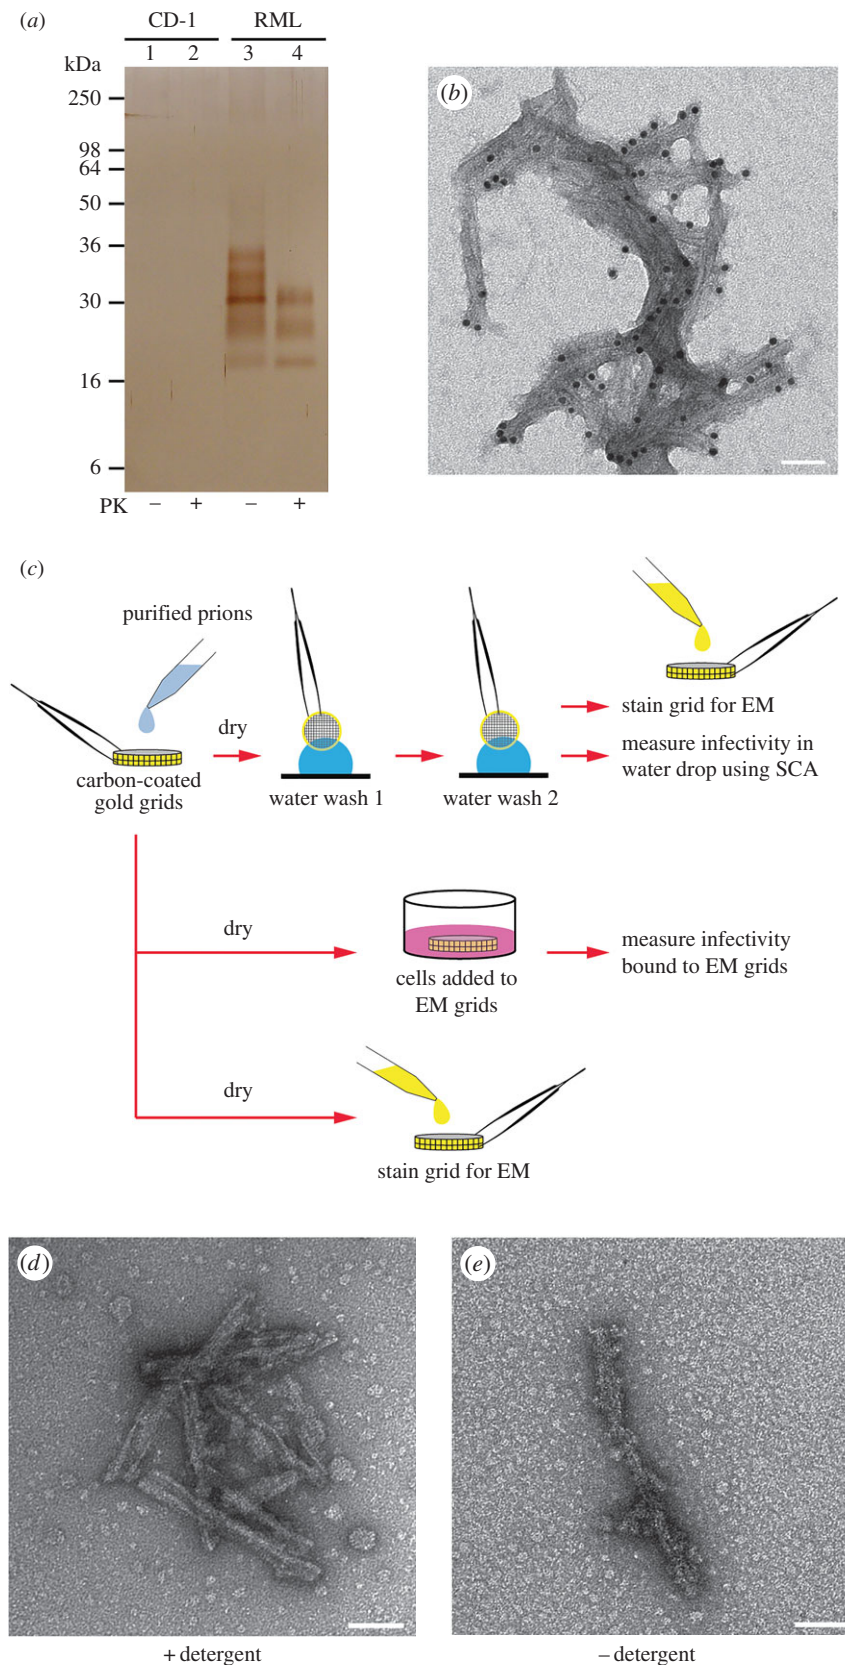 (a)
CD-1 RML
1 2 3 4
kDa
250
98
64
50
36
30
16
6
PK – + – +
(b)
(c)
purified prions
dry
carbon-coated
gold grids
water wash 1
water wash 2
stain grid for EM
measure infectivity in
water drop using SCA
dry
cells added to
EM grids
measure infectivity
bound to EM grids
dry
stain grid for EM
(d)
(e)
+ detergent
– detergent